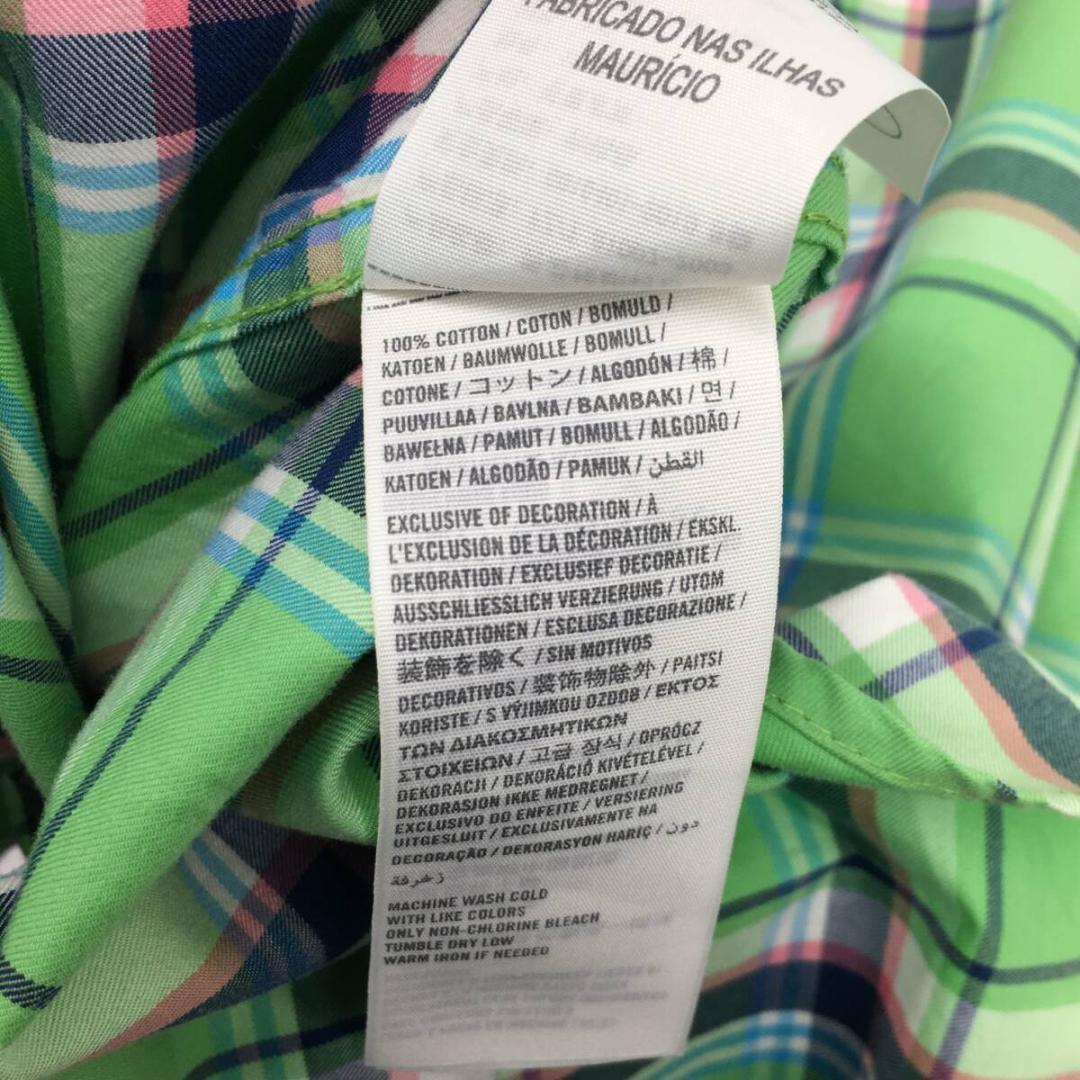 FABRICADO NAS ILHAS
MAURÍCIO
100% COTTON / COTON / BOMULD /
KATOEN / BAUMWOLLE / BOMULL /
COTONE / コットン / ALGODÓN / 棉 /
PUUVILLAA / BAVLNA / BAMBAKI / 면 /
BAWEŁNA / PAMUT / BOMULL / ALGODÃO /
KATOEN / ALGODÃO / PAMUK / القطن
EXCLUSIVE OF DECORATION / À
L'EXCLUSION DE LA DÉCORATION / EKSKL.
DEKORATION / EXCLUSIEF DECORATIE /
AUSSCHLIESSLICH VERZIERUNG / UTOM
DEKORATIONEN / ESCLUSA DECORAZIONE /
装飾を除く / SIN MOTIVOS
DECORATIVOS / 装饰物除外 / PAITSI
KORISTE / S VÝJIMKOU OZDOB / ΕΚΤΟΣ
ΤΩΝ ΔΙΑΚΟΣΜΗΤΙΚΩΝ
ΣΤΟΙΧΕΙΩΝ / 고급 장식 / OPRÓCZ
DEKORACJI / DEKORÁCIÓ KIVÉTELÉVEL /
DEKORASJON IKKE MEDREGNET /
EXCLUSIVO DO ENFEITE / VERSIERING
UITGESLUIT / EXCLUSIVAMENTE NA
DECORAÇÃO / DEKORASYON HARIÇ / دون
زخرفة
MACHINE WASH COLD
WITH LIKE COLORS
ONLY NON-CHLORINE BLEACH
TUMBLE DRY LOW
WARM IRON IF NEEDED